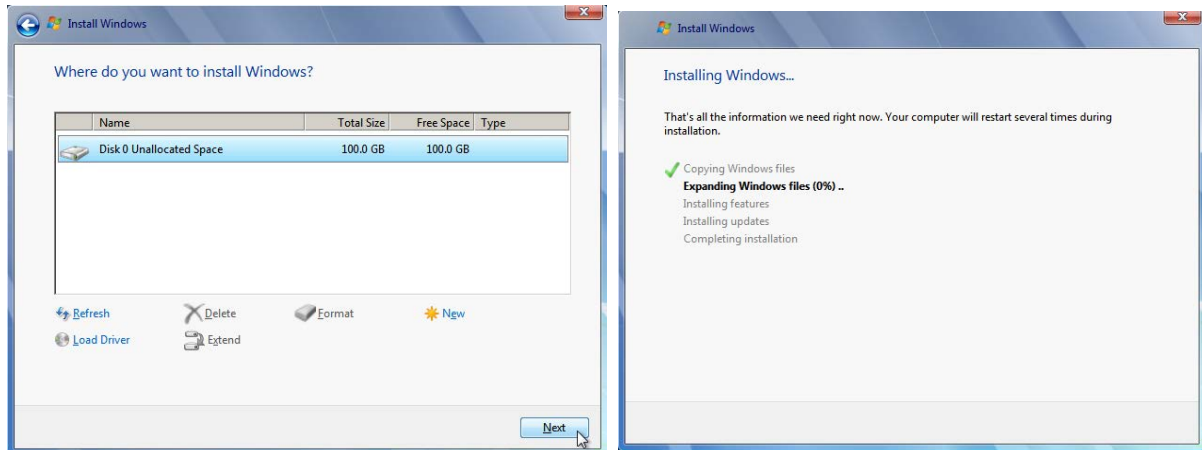 Install Windows
Where do you want to install Windows?
Name Total Size Free Space Type
Disk 0 Unallocated Space 100.0 GB 100.0 GB
Refresh Delete Format New
Load Driver Extend
Next
Install Windows
Installing Windows...
That's all the information we need right now. Your computer will restart several times during
installation.
Copying Windows files
Expanding Windows files (0%) ..
Installing features
Installing updates
Completing installation